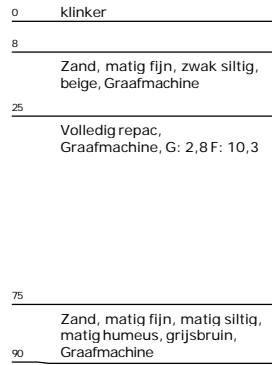 0 klinker
8
Zand, matig fijn, zwak siltig,
beige, Graafmachine
25
Volledig repac,
Graafmachine, G: 2,8 F: 10,3
75
Zand, matig fijn, matig siltig,
matig humeus, grijsbruin,
90 Graafmachine